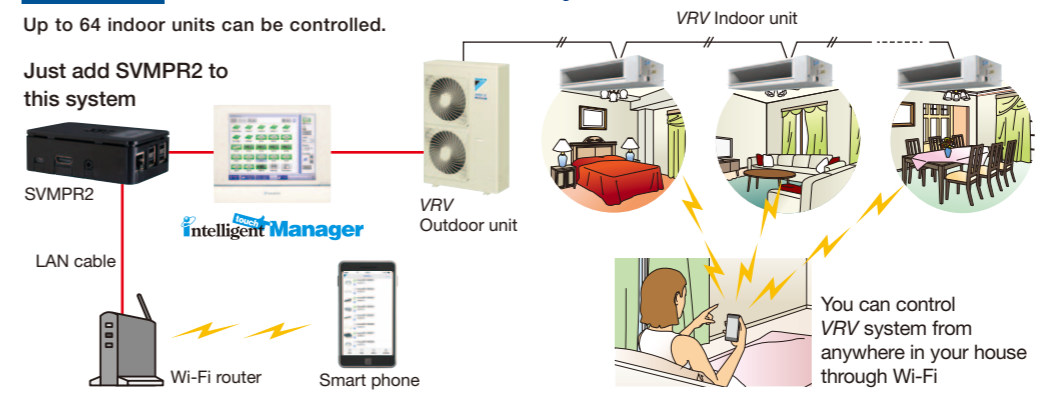 Up to 64 indoor units can be controlled.
Just add SVMPR2 to
this system
SVMPR2
intelligent touch Manager
VRV
Outdoor unit
VRV Indoor unit
LAN cable
Wi-Fi router
Smart phone
You can control
VRV system from
anywhere in your house
through Wi-Fi